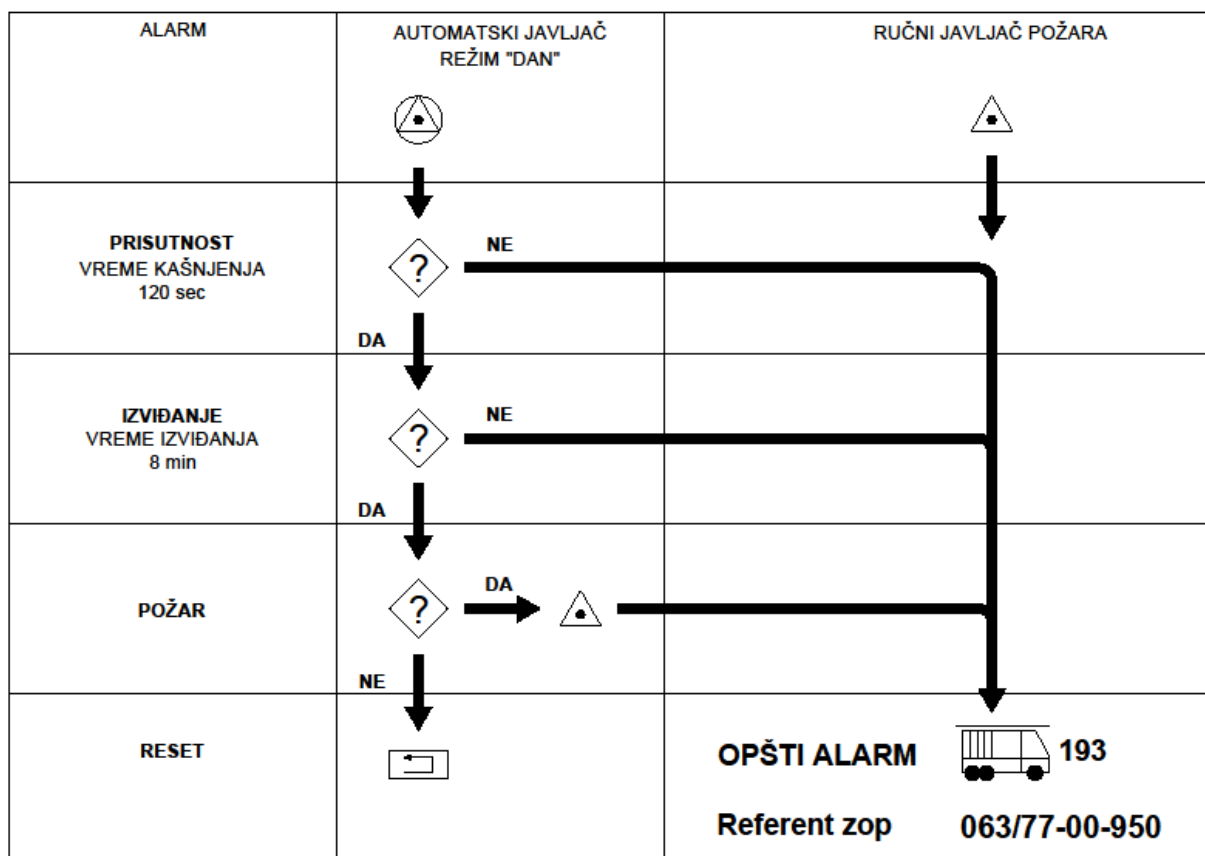 ALARM
AUTOMATSKI JAVLJAČ
REŽIM "DAN"
RUČNI JAVLJAČ POŽARA
PRISUTNOST
VREME KAŠNJENJA
120 sec
?
NE
DA
IZVIĐANJE
VREME IZVIĐANJA
8 min
?
NE
DA
POŽAR
?
DA
NE
RESET
OPŠTI ALARM
193
Referent zop 063/77-00-950